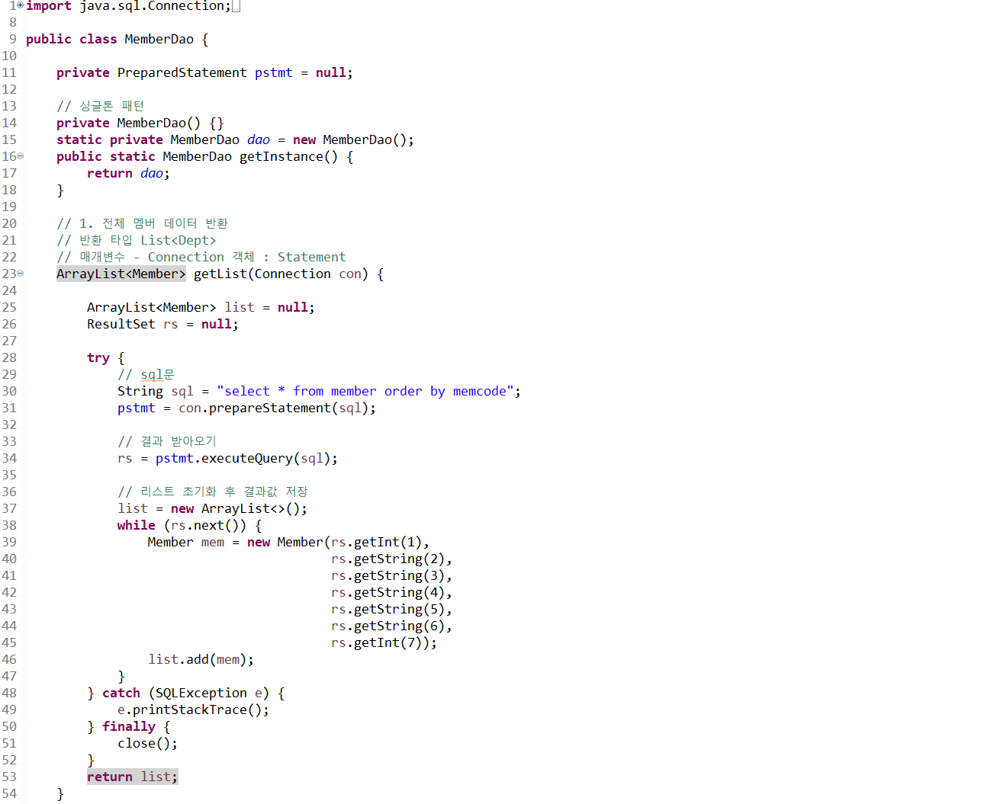 1 import java.sql.Connection;
8
9 public class MemberDao {
10
11     private PreparedStatement pstmt = null;
12
13     // 싱글톤 패턴
14     private MemberDao() {}
15     static private MemberDao dao = new MemberDao();
16     public static MemberDao getInstance() {
17         return dao;
18     }
19
20     // 1. 전체 멤버 데이터 반환
21     // 반환 타입 List<Dept>
22     // 매개변수 - Connection 객체 : Statement
23     ArrayList<Member> getList(Connection con) {
24
25         ArrayList<Member> list = null;
26         ResultSet rs = null;
27
28         try {
29             // sql문
30             String sql = "select * from member order by memcode";
31             pstmt = con.prepareStatement(sql);
32
33             // 결과 받아오기
34             rs = pstmt.executeQuery(sql);
35
36             // 리스트 초기화 후 결과값 저장
37             list = new ArrayList<>();
38             while (rs.next()) {
39                 Member mem = new Member(rs.getInt(1),
40                                         rs.getString(2),
41                                         rs.getString(3),
42                                         rs.getString(4),
43                                         rs.getString(5),
44                                         rs.getString(6),
45                                         rs.getInt(7));
46                 list.add(mem);
47             }
48         } catch (SQLException e) {
49             e.printStackTrace();
50         } finally {
51             close();
52         }
53         return list;
54     }